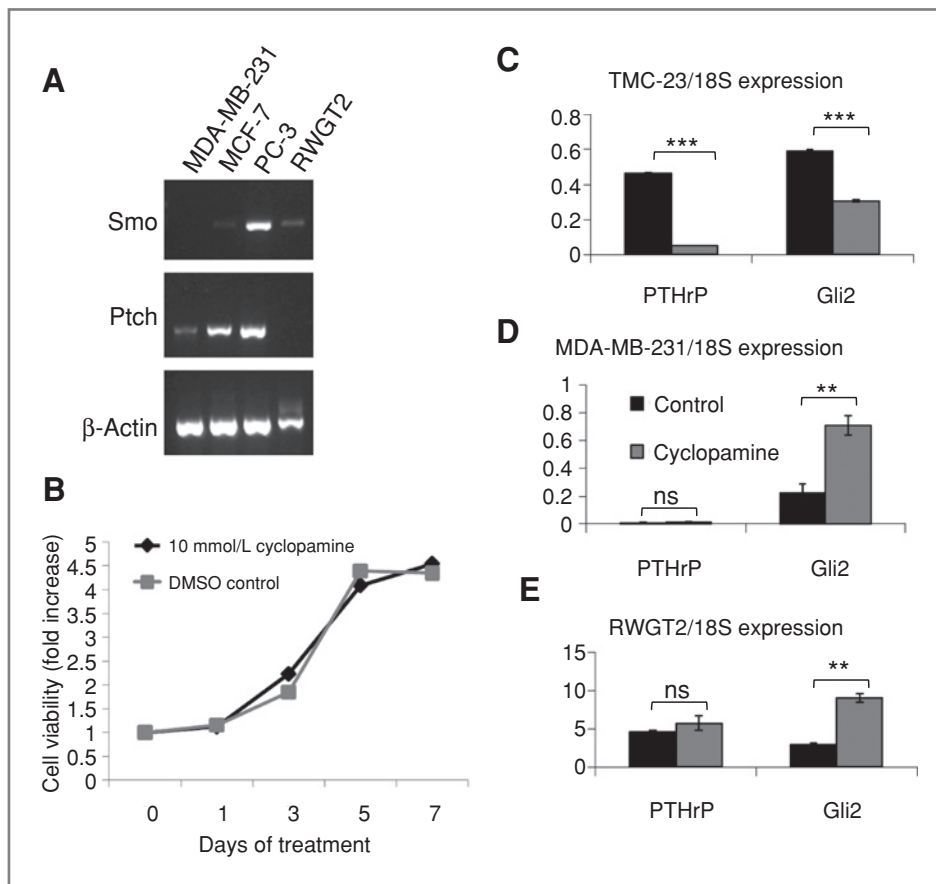 A
MDA-MB-231
MCF-7
PC-3
RWGT2
Smo
Ptch
β-Actin
B
Cell viability (fold increase)
5
4.5
4
3.5
3
2.5
2
1.5
1
0.5
0
10 mmol/L cyclopamine
DMSO control
0 1 3 5 7
Days of treatment
C
TMC-23/18S expression
0.8
0.6
0.4
0.2
0
***
***
PTHrP Gli2
D
MDA-MB-231/18S expression
1
0.8
0.6
0.4
0.2
0
Control
Cyclopamine
ns
**
PTHrP Gli2
E
RWGT2/18S expression
15
10
5
0
ns
**
PTHrP Gli2